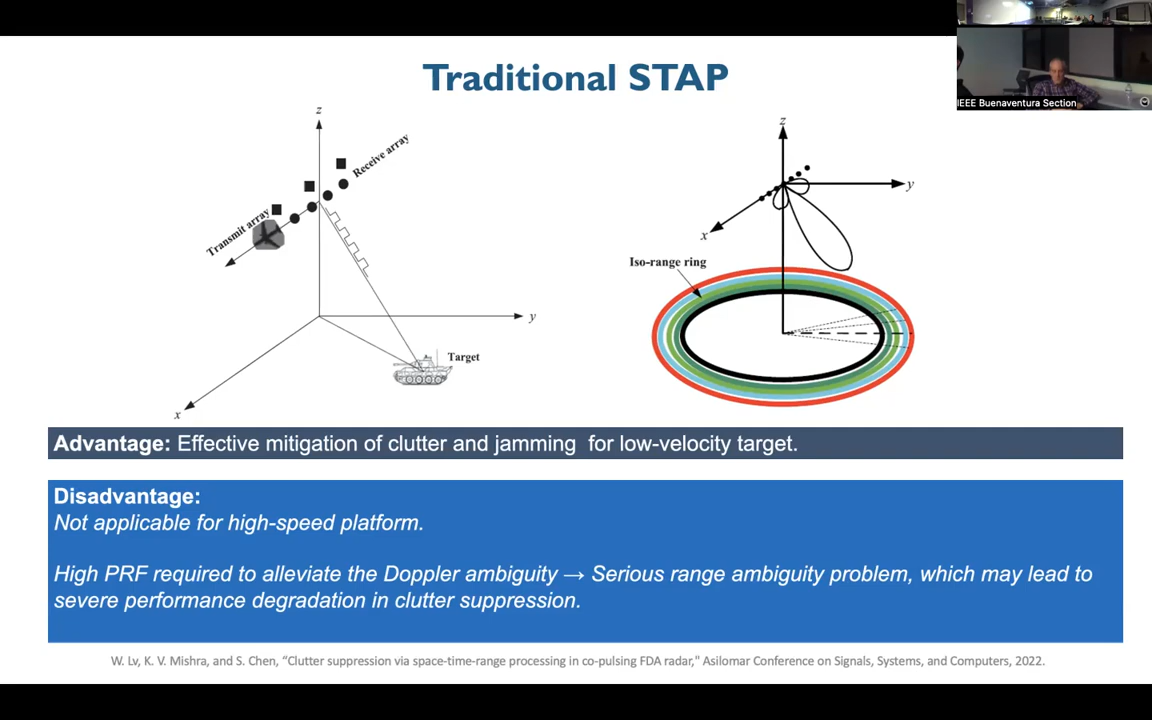 Traditional STAP
IEEE Buenaventura Section
z
Receive array
Transmit array
y
Target
x
z
y
x
Iso-range ring
Advantage: Effective mitigation of clutter and jamming for low-velocity target.
Disadvantage:
Not applicable for high-speed platform.
High PRF required to alleviate the Doppler ambiguity → Serious range ambiguity problem, which may lead to
severe performance degradation in clutter suppression.
W. Lv, K. V. Mishra, and S. Chen, “Clutter suppression via space-time-range processing in co-pulsing FDA radar," Asilomar Conference on Signals, Systems, and Computers, 2022.